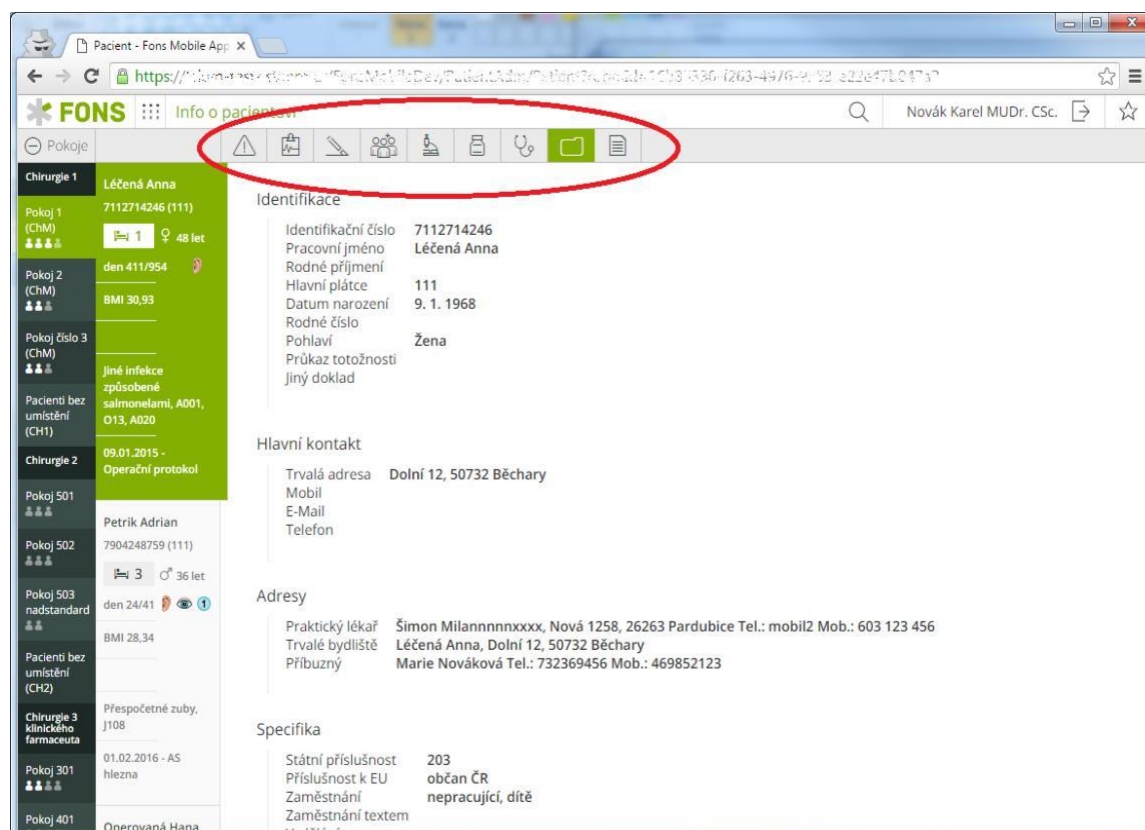 Pacient - Fons Mobile App
https://
FONS Info o pacientovi Novák Karel MUDr. CSc.
Pokoje
Chirurgie 1
Pokoj 1
(ChM)
Pokoj 2
(ChM)
Pokoj číslo 3
(ChM)
Pacienti bez
umístění
(CH1)
Chirurgie 2
Pokoj 501
Pokoj 502
Pokoj 503
nadstandard
Pacienti bez
umístění
(CH2)
Chirurgie 3
klinického
farmaceuta
Pokoj 301
Pokoj 401
Léčená Anna
7112714246 (111)
1 ♀ 48 let
den 411/954
BMI 30,93
Jiné infekce
způsobené
salmonelami, A001,
O13, A020
09.01.2015 -
Operační protokol
Petrik Adrian
7904248759 (111)
3 ♂ 36 let
den 24/41 1
BMI 28,34
Přespočetné zuby,
J108
01.02.2016 - AS
hlezna
Operovaná Hana
Identifikace
Identifikační číslo 7112714246
Pracovní jméno Léčená Anna
Rodné příjmení
Hlavní plátce 111
Datum narození 9. 1. 1968
Rodné číslo
Pohlaví Žena
Průkaz totožnosti
Jiný doklad
Hlavní kontakt
Trvalá adresa Dolní 12, 50732 Běchary
Mobil
E-Mail
Telefon
Adresy
Praktický lékař Šimon Milannnnnxxxx, Nová 1258, 26263 Pardubice Tel.: mobil2 Mob.: 603 123 456
Trvalé bydliště Léčená Anna, Dolní 12, 50732 Běchary
Příbuzný Marie Nováková Tel.: 732369456 Mob.: 469852123
Specifika
Státní příslušnost 203
Příslušnost k EU občan ČR
Zaměstnání nepracující, dítě
Zaměstnání textem